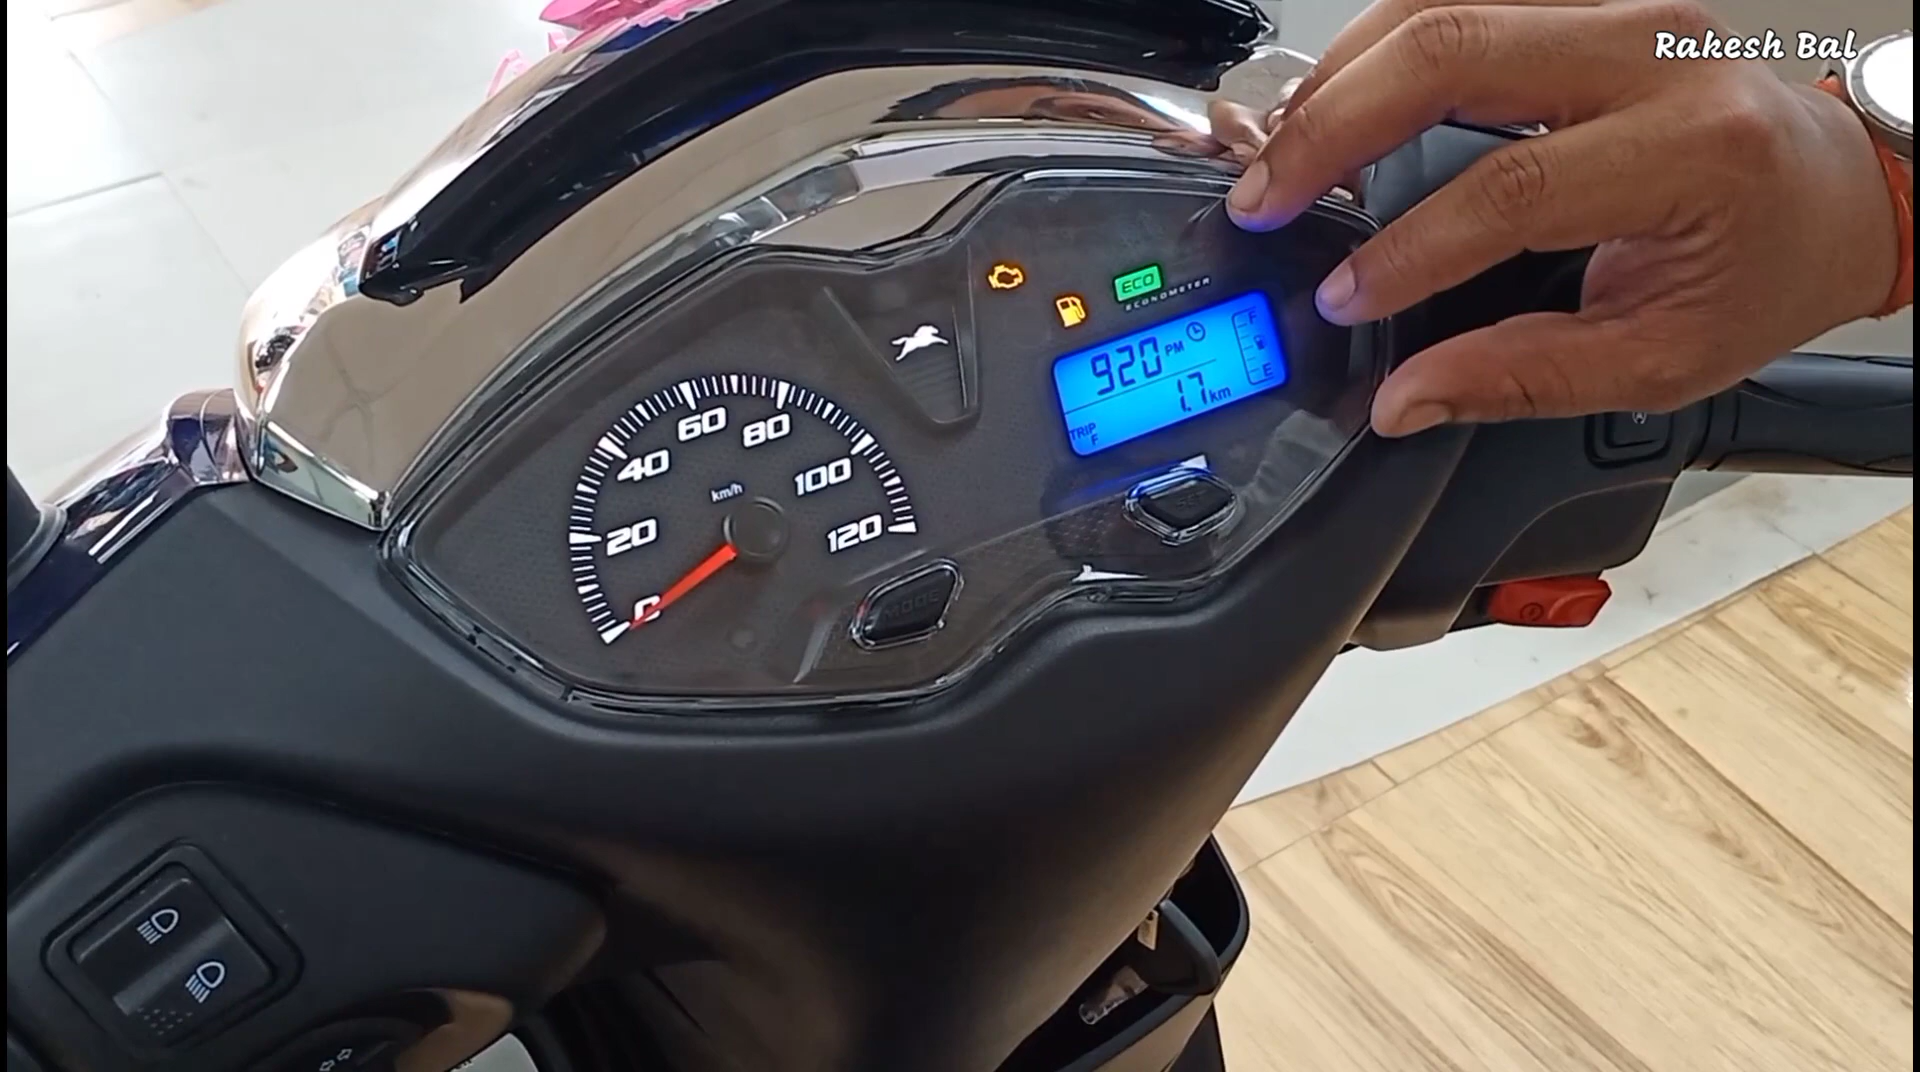 Rakesh Bal
ECO
ECONOMETER
920 PM
1.7 km
F
E
TRIP
F
0
20
40
60
80
100
120
km/h
MODE
SET